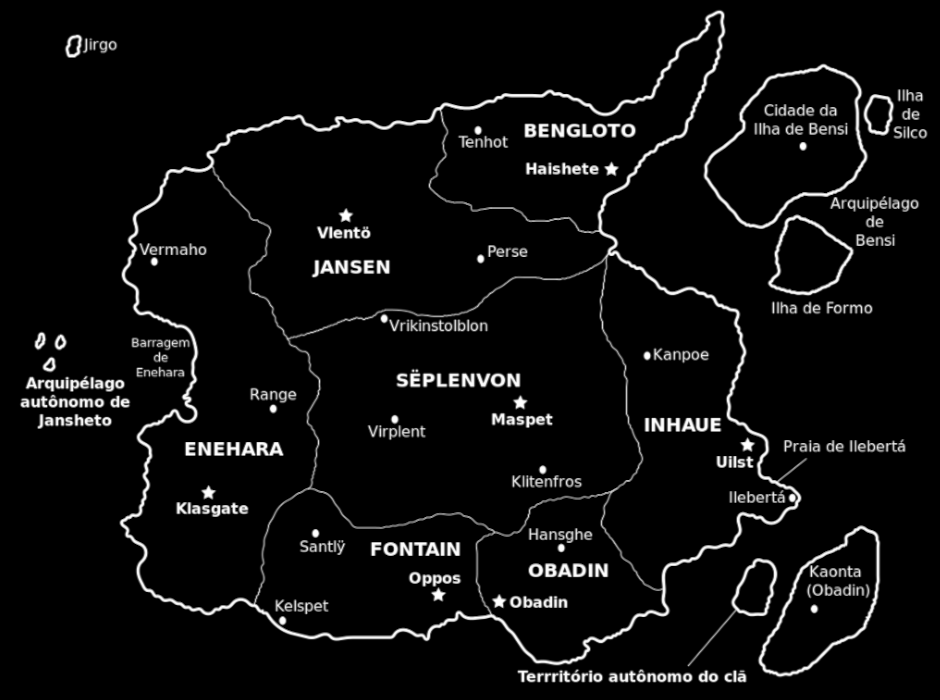 Jirgo
Ilha
de
Silco
Cidade da
Ilha de Bensi
BENGLOTO
Tenhot
Haishete
Arquipélago
de
Bensi
Vlentö
Vermaho
Perse
JANSEN
Ilha de Formo
Vrikinstolblon
Barragem
de
Enehara
Kanpoe
Arquipélago
autônomo de
Jansheto
SËPLENVON
Range
Maspet
Virplent
INHAUE
ENEHARA
Praia de Ilebertá
Uilst
Klitenfros
Ilebertá
Klasgate
Hansghe
Santlÿ
FONTAIN
OBADIN
Kaonta
(Obadin)
Oppos
Obadin
Kelspet
Terrritório autônomo do clã